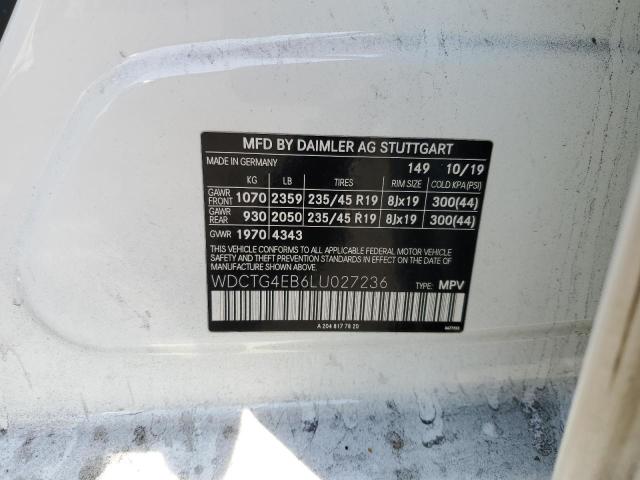 MFD BY DAIMLER AG STUTTGART
MADE IN GERMANY 149 10/19
KG LB TIRES RIM SIZE COLD KPA(PSI)
GAWR FRONT 1070 2359 235/45 R19 8Jx19 300(44)
GAWR REAR 930 2050 235/45 R19 8Jx19 300(44)
GVWR 1970 4343
THIS VEHICLE CONFORMS TO ALL APPLICABLE FEDERAL MOTOR VEHICLE
SAFETY AND THEFT PREVENTION STANDARDS IN EFFECT ON THE DATE OF
MANUFACTURE SHOWN ABOVE.
WDCTG4EB6LU027236 TYPE: MPV
A 204 817 78 20